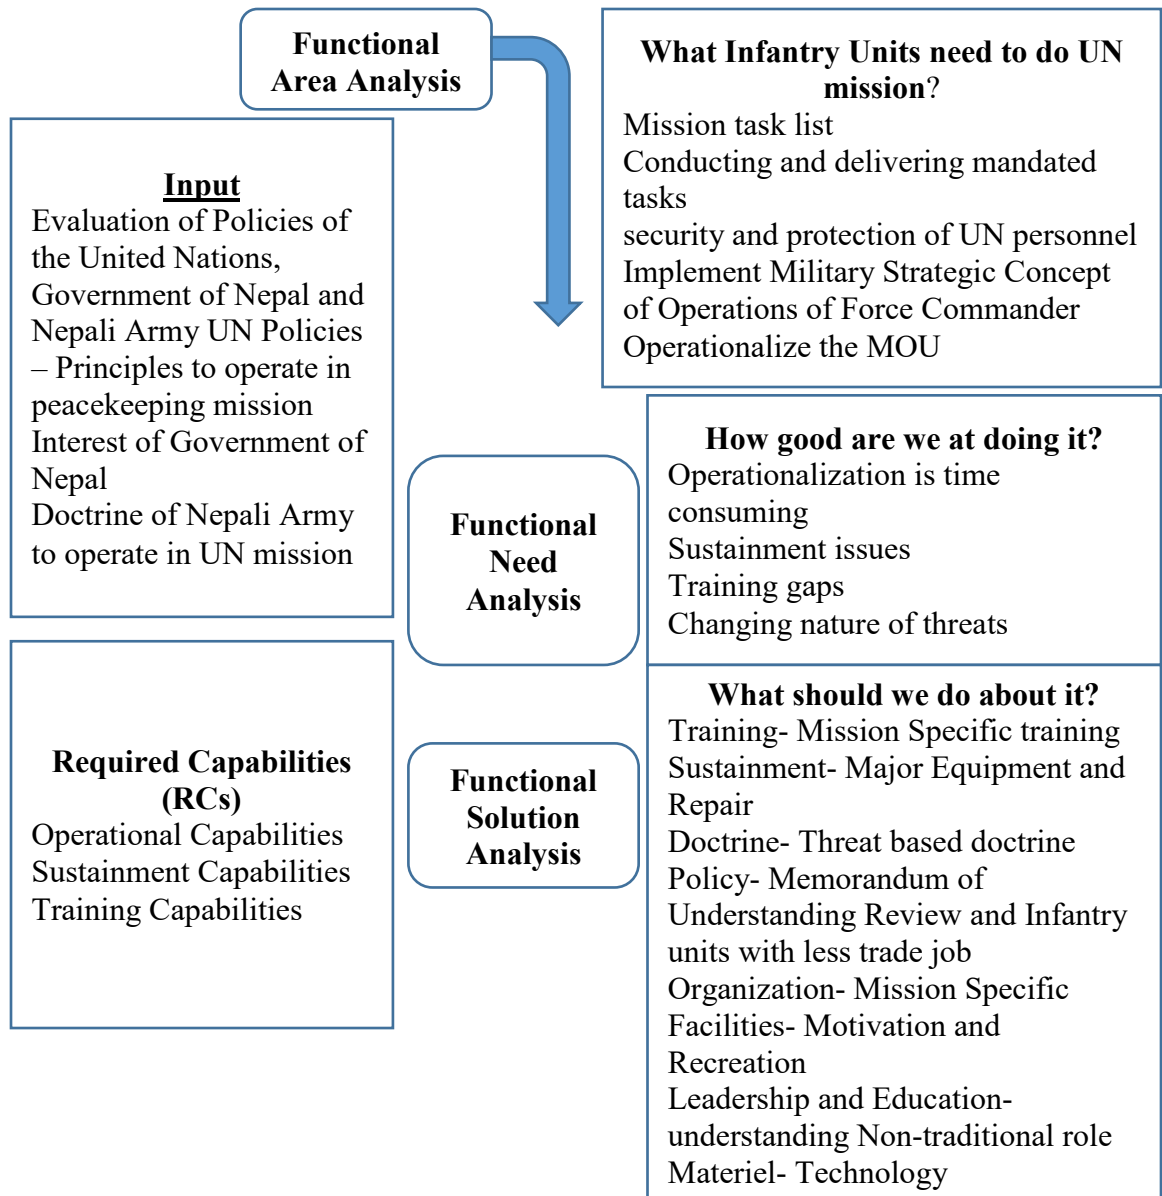 Functional
Area Analysis
What Infantry Units need to do UN
mission?
Mission task list
Conducting and delivering mandated
tasks
security and protection of UN personnel
Implement Military Strategic Concept
of Operations of Force Commander
Operationalize the MOU
Input
Evaluation of Policies of
the United Nations,
Government of Nepal and
Nepali Army UN Policies
– Principles to operate in
peacekeeping mission
Interest of Government of
Nepal
Doctrine of Nepali Army
to operate in UN mission
Functional
Need
Analysis
How good are we at doing it?
Operationalization is time
consuming
Sustainment issues
Training gaps
Changing nature of threats
Required Capabilities
(RCs)
Operational Capabilities
Sustainment Capabilities
Training Capabilities
Functional
Solution
Analysis
What should we do about it?
Training- Mission Specific training
Sustainment- Major Equipment and
Repair
Doctrine- Threat based doctrine
Policy- Memorandum of
Understanding Review and Infantry
units with less trade job
Organization- Mission Specific
Facilities- Motivation and
Recreation
Leadership and Education-
understanding Non-traditional role
Materiel- Technology